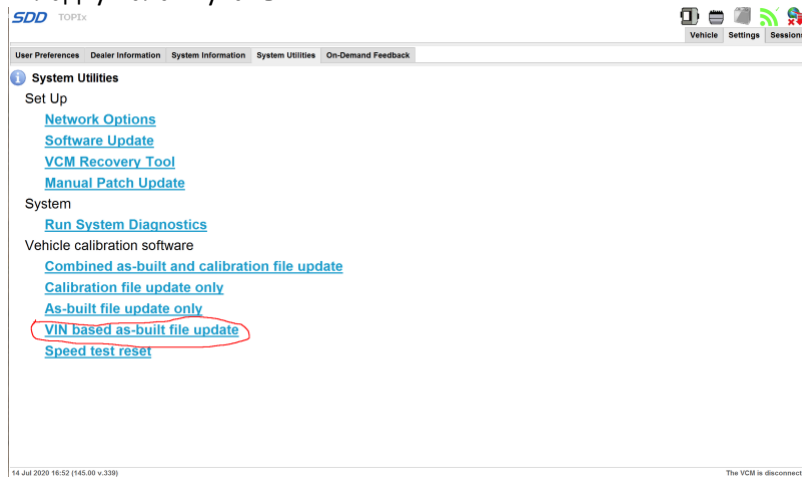 SDD TOPIx
Vehicle Settings Sessions
User Preferences Dealer Information System Information System Utilities On-Demand Feedback
System Utilities
Set Up
Network Options
Software Update
VCM Recovery Tool
Manual Patch Update
System
Run System Diagnostics
Vehicle calibration software
Combined as-built and calibration file update
Calibration file update only
As-built file update only
VIN based as-built file update
Speed test reset
14 Jul 2020 16:52 (145.00 v.339) The VCM is disconnect